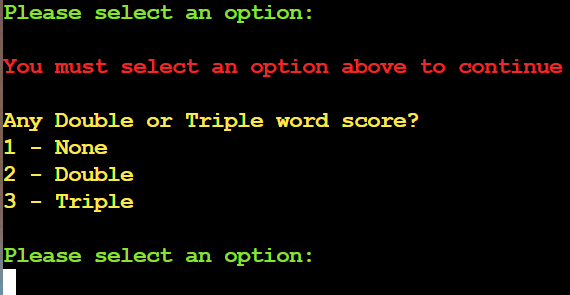 Please select an option:
You must select an option above to continue
Any Double or Triple word score?
1 - None
2 - Double
3 - Triple
Please select an option: